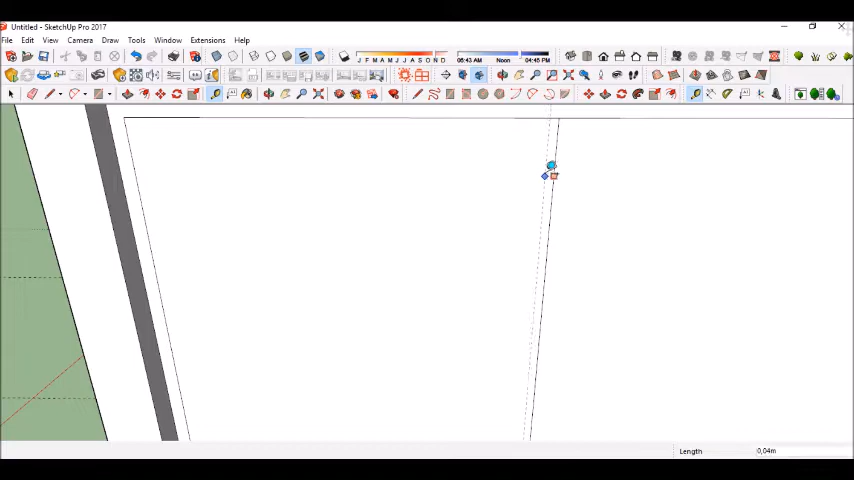 Untitled - SketchUp Pro 2017
File Edit View Camera Draw Tools Window Extensions Help
J F M A M J J A S O N D 06:43 AM Noon 04:45 PM
Length 0,04m